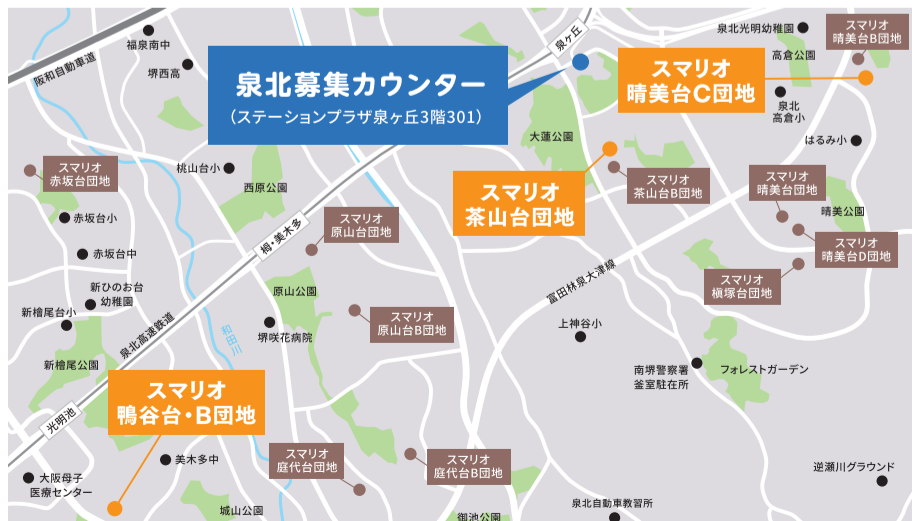 福泉南中
阪和自動車道
堺西高
泉北募集カウンター
(ステーションプラザ泉ヶ丘3階301)
泉ヶ丘
泉北光明幼稚園
スマリオ
晴美台B団地
高倉公園
スマリオ
晴美台C団地
泉北
高倉小
はるみ小
大蓮公園
スマリオ
赤坂台団地
桃山台小
西原公園
スマリオ
茶山台団地
スマリオ
茶山台B団地
スマリオ
晴美台団地
晴美公園
赤坂台小
スマリオ
原山台団地
栂・美木多
スマリオ
晴美台D団地
赤坂台中
富田林泉大津線
スマリオ
槇塚台団地
新ひのお台
幼稚園
原山公園
新檜尾台小
泉北高速鉄道
和田川
堺咲花病院
スマリオ
原山台B団地
上神谷小
新檜尾公園
南堺警察署
釜室駐在所
フォレストガーデン
スマリオ
鴨谷台・B団地
光明池
美木多中
スマリオ
庭代台団地
スマリオ
庭代台B団地
逆瀬川グラウンド
大阪母子
医療センター
城山公園
御池公園
泉北自動車教習所